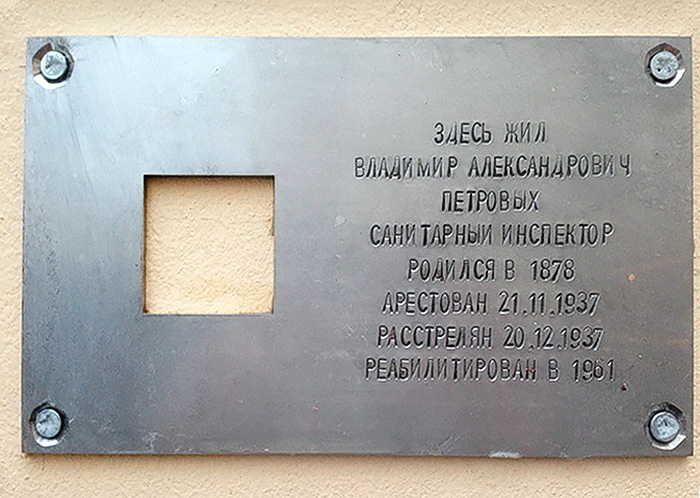 ЗДЕСЬ ЖИЛ
ВЛАДИМИР АЛЕКСАНДРОВИЧ
ПЕТРОВЫХ
САНИТАРНЫЙ ИНСПЕКТОР
РОДИЛСЯ В 1878
АРЕСТОВАН 21.11.1937
РАССТРЕЛЯН 20.12.1937
РЕАБИЛИТИРОВАН В 1961